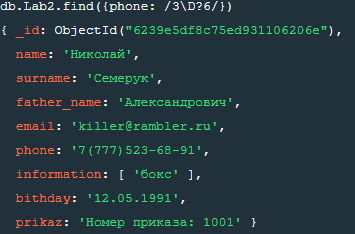 db.Lab2.find({phone: /3\D?6/})
{ _id: ObjectId("6239e5df8c75ed931106206e"),
name: 'Николай',
surname: 'Семерук',
father_name: 'Александрович',
email: 'killer@rambler.ru',
phone: '7(777)523-68-91',
information: [ 'бокс' ],
bithday: '12.05.1991',
prikaz: 'Номер приказа: 1001' }